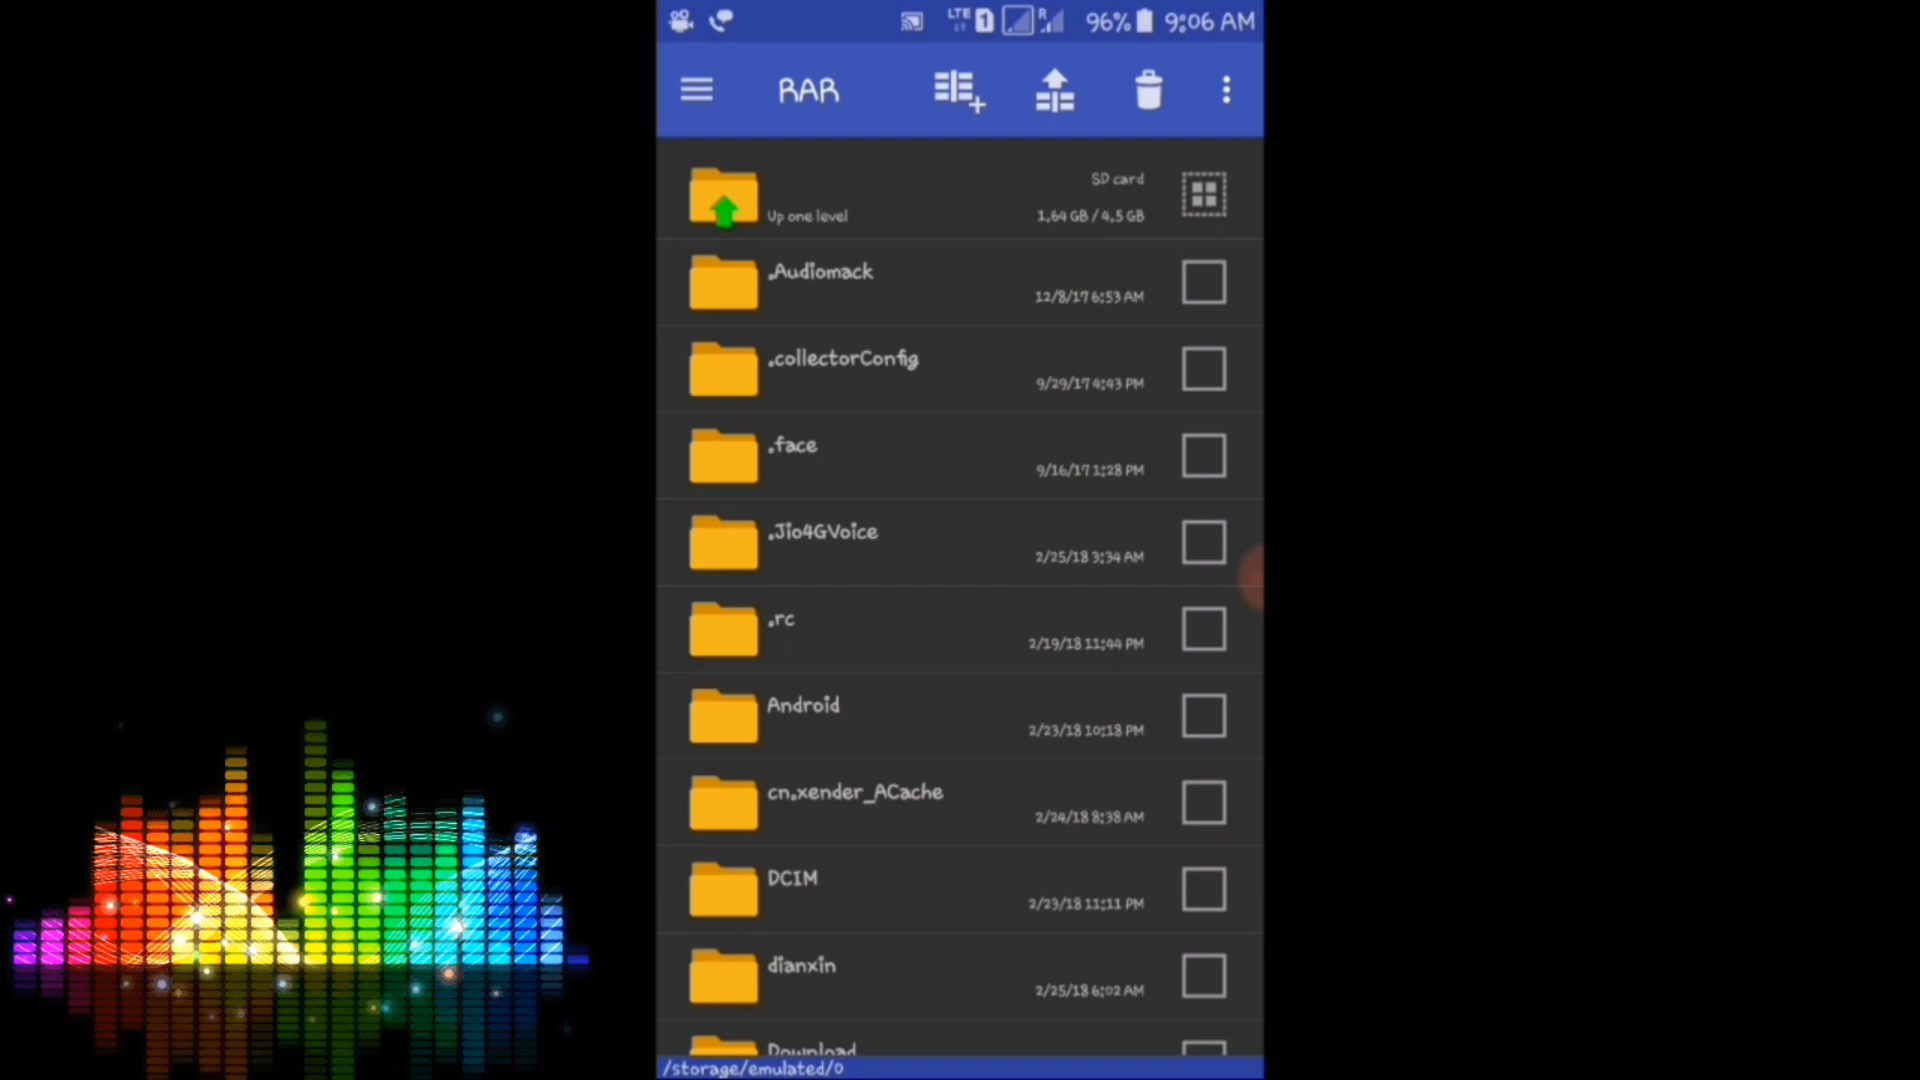 LTE 1 R 96% 9:06 AM
RAR
SD card
Up one level 1.64 GB / 4.5 GB
.Audiomack
12/8/17 6:53 AM
.collectorConfig
9/29/17 4:43 PM
.face
9/16/17 1:28 PM
.Jio4GVoice
2/25/18 3:34 AM
.rc
2/19/18 11:44 PM
Android
2/23/18 10:18 PM
cn.xender_ACache
2/24/18 8:38 AM
DCIM
2/23/18 11:11 PM
dianxin
2/25/18 6:02 AM
Download
/storage/emulated/0